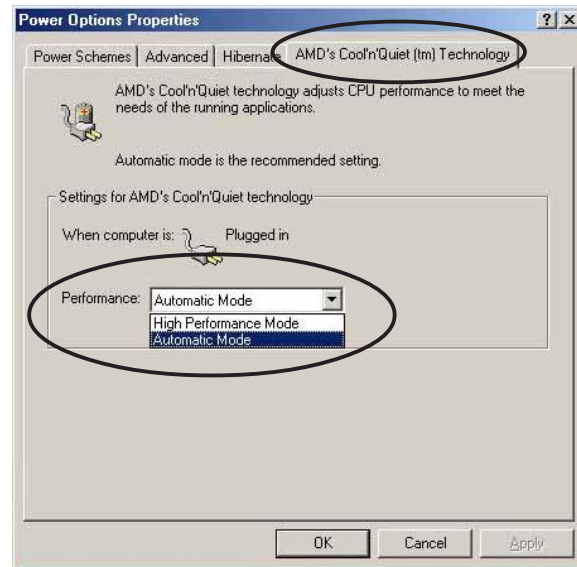 Power Options Properties
Power Schemes
Advanced
Hibernate
AMD's Cool'n'Quiet (tm) Technology
AMD's Cool'n'Quiet technology adjusts CPU performance to meet the
needs of the running applications.
Automatic mode is the recommended setting.
Settings for AMD's Cool'n'Quiet technology
When computer is:
Plugged in
Performance:
Automatic Mode
High Performance Mode
Automatic Mode
OK
Cancel
Apply